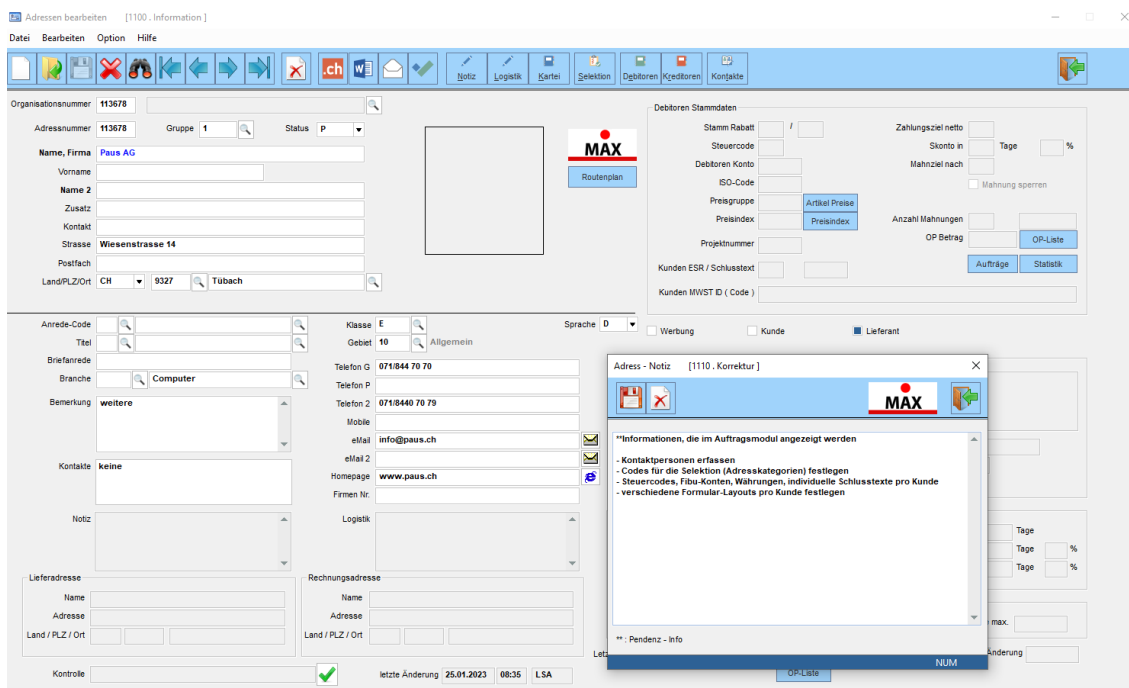 Adressen bearbeiten [1100 . Information ]
Datei Bearbeiten Option Hilfe
.ch Notiz Logistik Kartei Selektion Debitoren Kreditoren Kontakte
Organisationsnummer 113678
Adressnummer 113678 Gruppe 1 Status P
Name, Firma Paus AG
Vorname
Name 2
Zusatz
Kontakt
Strasse Wiesenstrasse 14
Postfach
Land/PLZ/Ort CH 9327 Tübach
MAX
Routenplan
Debitoren Stammdaten
Stamm Rabatt / Zahlungsziel netto
Steuercode Skonto in Tage %
Debitoren Konto Mahnziel nach
ISO-Code Mahnung sperren
Preisgruppe Artikel Preise
Preisindex Preisindex Anzahl Mahnungen
Projektnummer OP Betrag OP-Liste
Kunden ESR / Schlusstext Aufträge Statistik
Kunden MWST ID ( Code )
Anrede-Code Klasse E Sprache D
Titel Gebiet 10 Allgemein
Briefanrede
Branche Computer
Bemerkung weitere
Kontakte keine
Telefon G 071/844 70 70
Telefon P
Telefon 2 071/8440 70 79
Mobile
eMail info@paus.ch
eMail 2
Homepage www.paus.ch
Firmen Nr.
Notiz Logistik
Werbung Kunde Lieferant
Adress - Notiz [1110 . Korrektur ]
MAX
**Informationen, die im Auftragsmodul angezeigt werden
- Kontaktpersonen erfassen
- Codes für die Selektion (Adresskategorien) festlegen
- Steuercodes, Fibu-Konten, Währungen, individuelle Schlusstexte pro Kunde
- verschiedene Formular-Layouts pro Kunde festlegen
** : Pendenz - Info
NUM
Tage
Tage %
Tage %
max.
Änderung
Lieferadresse
Name
Adresse
Land / PLZ / Ort
Rechnungsadresse
Name
Adresse
Land / PLZ / Ort
Kontrolle letzte Änderung 25.01.2023 08:35 LSA
OP-Liste